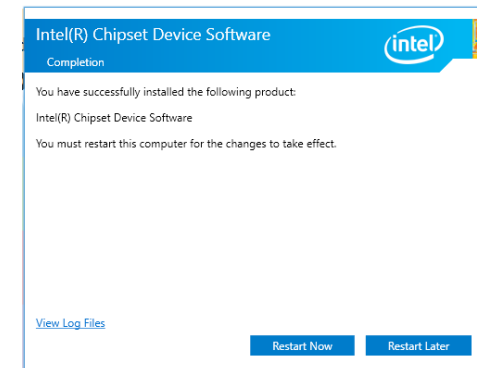 Intel(R) Chipset Device Software
intel
Completion
You have successfully installed the following product:
Intel(R) Chipset Device Software
You must restart this computer for the changes to take effect.
View Log Files
Restart Now
Restart Later